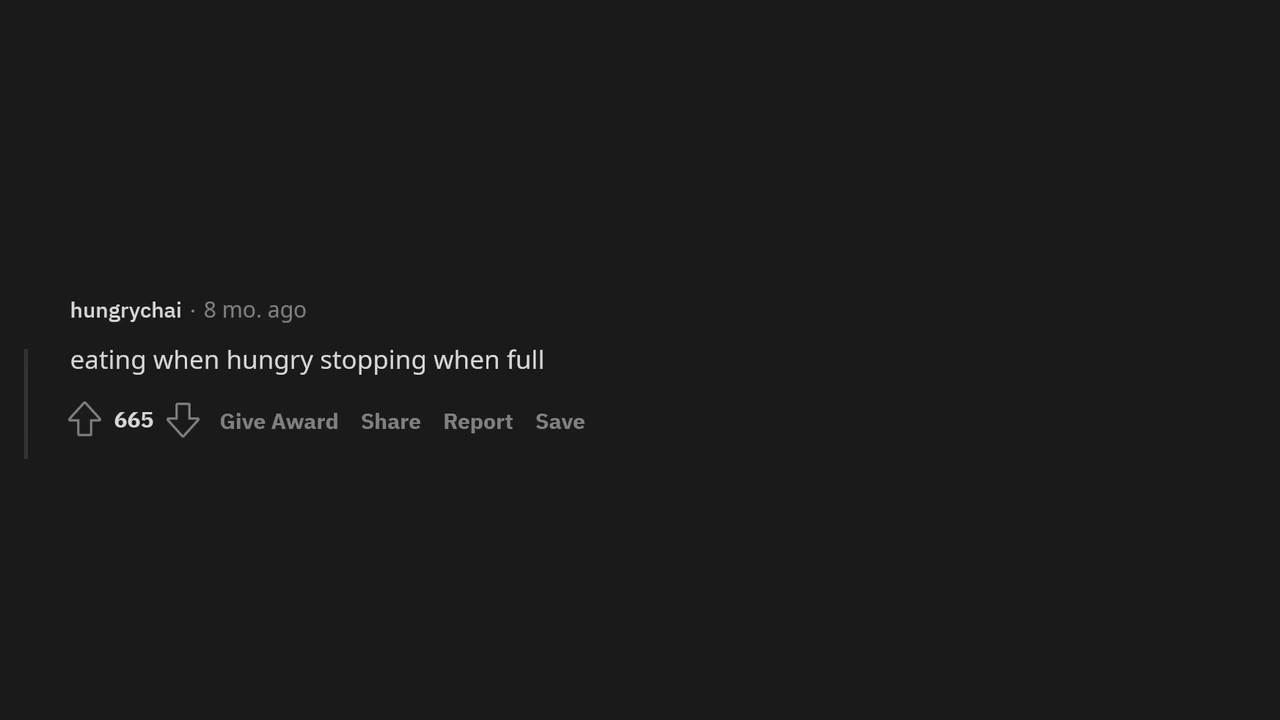 hungrychai · 8 mo. ago
eating when hungry stopping when full
665 Give Award Share Report Save